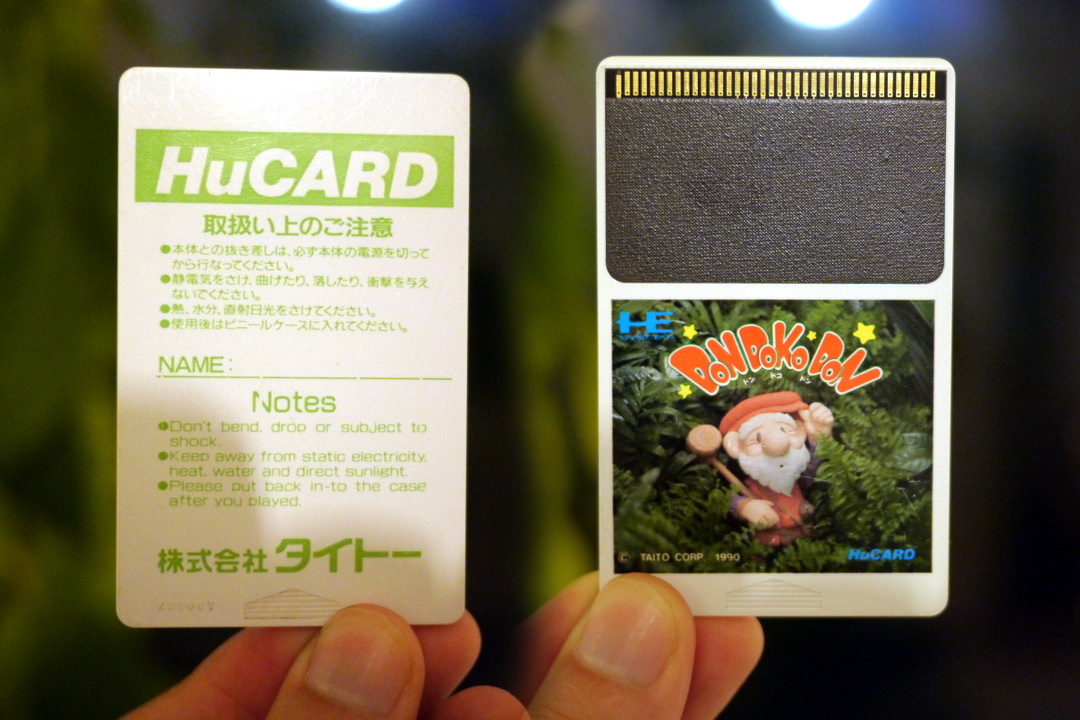 HuCARD
取扱い上のご注意
●本体との抜き差しは、必ず本体の電源を切って
から行なってください。
●静電気をさけ、曲げたり、落したり、衝撃を与え
ないでください。
●熱、水分、直射日光をさけてください。
●使用後はビニールケースに入れてください。
NAME:
Notes
●Don't bend, drop or subject to
shock.
●Keep away from static electricity,
heat, water and direct sunlight.
●Please put back in-to the case
after you played.
株式会社 タイトー
HE
DON DOKO DON
ドン ドコ ドン
© TAITO CORP. 1990
HuCARD